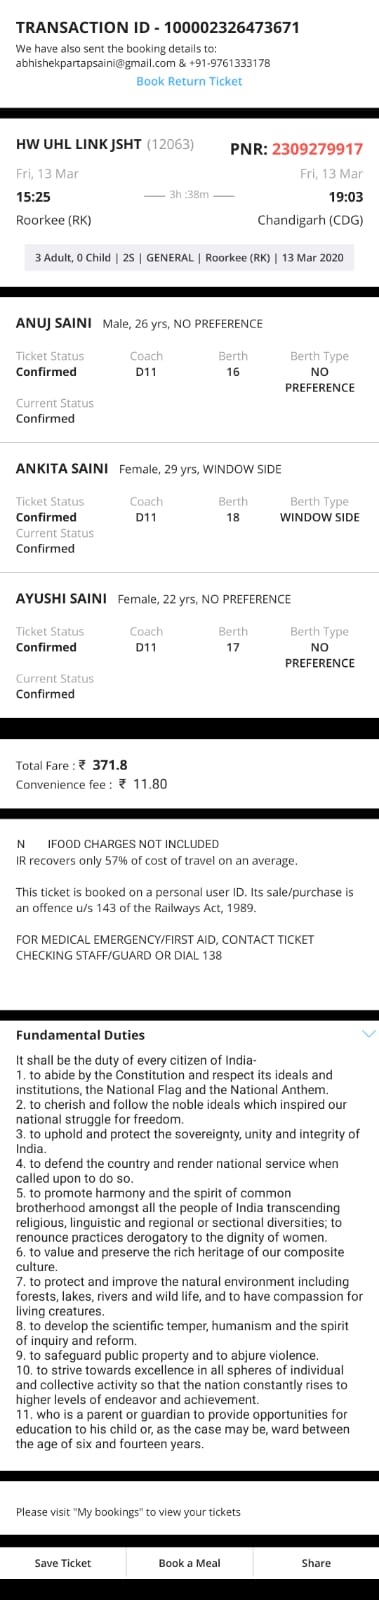 TRANSACTION ID - 100002326473671
We have also sent the booking details to:
abhishekpartapsaini@gmail.com & +91-9761333178
Book Return Ticket
HW UHL LINK JSHT (12063) PNR: 2309279917
Fri, 13 Mar Fri, 13 Mar
15:25 3h :38m 19:03
Roorkee (RK) Chandigarh (CDG)
3 Adult, 0 Child | 2S | GENERAL | Roorkee (RK) | 13 Mar 2020
ANUJ SAINI Male, 26 yrs, NO PREFERENCE
Ticket Status Coach Berth Berth Type
Confirmed D11 16 NO
PREFERENCE
Current Status
Confirmed
ANKITA SAINI Female, 29 yrs, WINDOW SIDE
Ticket Status Coach Berth Berth Type
Confirmed D11 18 WINDOW SIDE
Current Status
Confirmed
AYUSHI SAINI Female, 22 yrs, NO PREFERENCE
Ticket Status Coach Berth Berth Type
Confirmed D11 17 NO
PREFERENCE
Current Status
Confirmed
Total Fare : ₹ 371.8
Convenience fee : ₹ 11.80
N IFOOD CHARGES NOT INCLUDED
IR recovers only 57% of cost of travel on an average.
This ticket is booked on a personal user ID. Its sale/purchase is
an offence u/s 143 of the Railways Act, 1989.
FOR MEDICAL EMERGENCY/FIRST AID, CONTACT TICKET
CHECKING STAFF/GUARD OR DIAL 138
Fundamental Duties
It shall be the duty of every citizen of India-
1. to abide by the Constitution and respect its ideals and
institutions, the National Flag and the National Anthem.
2. to cherish and follow the noble ideals which inspired our
national struggle for freedom.
3. to uphold and protect the sovereignty, unity and integrity of
India.
4. to defend the country and render national service when
called upon to do so.
5. to promote harmony and the spirit of common
brotherhood amongst all the people of India transcending
religious, linguistic and regional or sectional diversities; to
renounce practices derogatory to the dignity of women.
6. to value and preserve the rich heritage of our composite
culture.
7. to protect and improve the natural environment including
forests, lakes, rivers and wild life, and to have compassion for
living creatures.
8. to develop the scientific temper, humanism and the spirit
of inquiry and reform.
9. to safeguard public property and to abjure violence.
10. to strive towards excellence in all spheres of individual
and collective activity so that the nation constantly rises to
higher levels of endeavor and achievement.
11. who is a parent or guardian to provide opportunities for
education to his child or, as the case may be, ward between
the age of six and fourteen years.
Please visit "My bookings" to view your tickets
Save Ticket Book a Meal Share